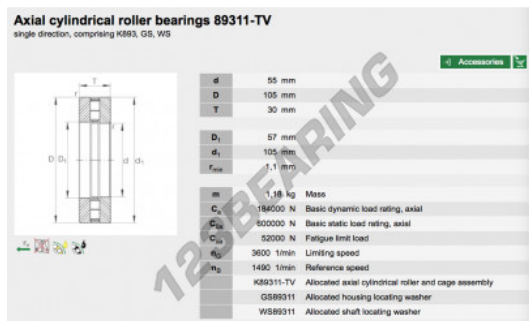 Axial cylindrical roller bearings 89311-TV
single direction, comprising K893, GS, WS
Accessories
T
r
r
D D₁ d d₁
d 55 mm
D 105 mm
T 30 mm
D₁ 57 mm
d₁ 105 mm
rₘᵢₙ 1,1 mm
m 1,18 kg Mass
Cₐ 184000 N Basic dynamic load rating, axial
C₀ₐ 600000 N Basic static load rating, axial
Cᵤₐ 52000 N Fatigue limit load
n_G 3600 1/min Limiting speed
n_B 1490 1/min Reference speed
K89311-TV Allocated axial cylindrical roller and cage assembly
GS89311 Allocated housing locating washer
WS89311 Allocated shaft locating washer
123BEARING